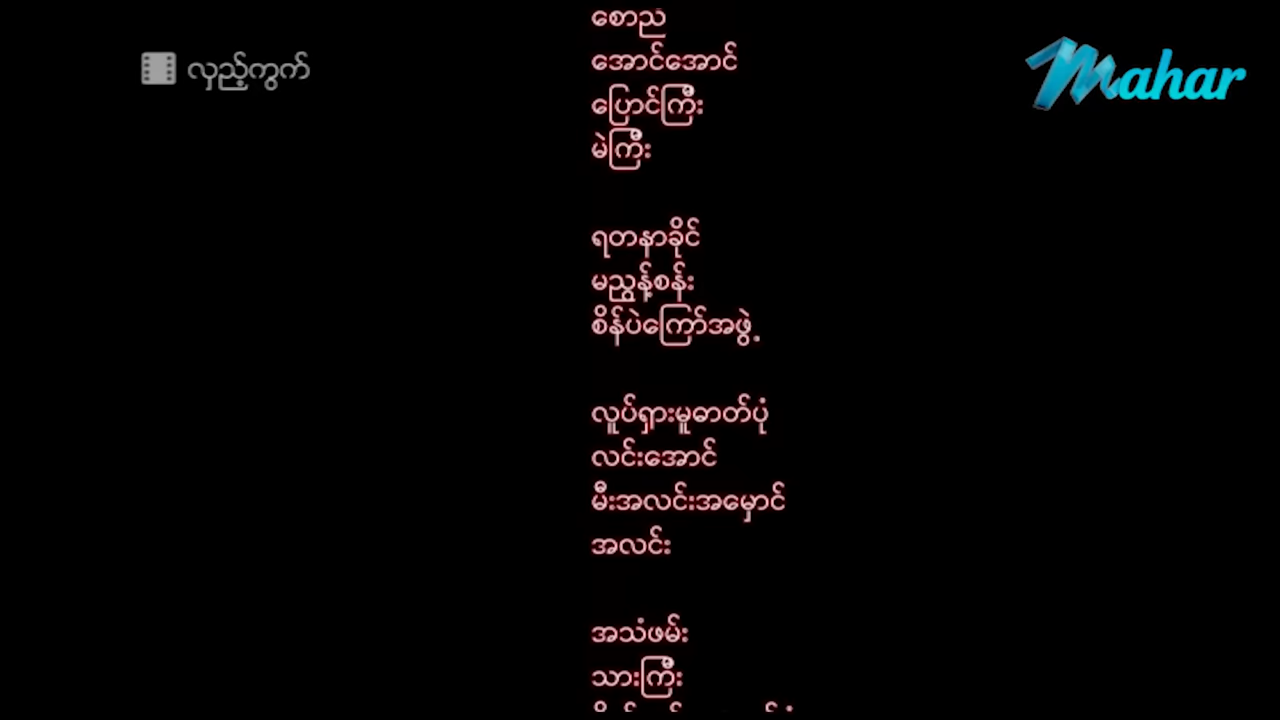 စောညီ
လှည့်ကွက်
Mahar
အောင်အောင်
ပြောင်ကြီး
မဲကြီး
ရတနာခိုင်
မညွန့်စန်း
စိန်ပဲကြော်အဖွဲ့
လှုပ်ရှားမူဓာတ်ပုံ
လင်းအောင်
မီးအလင်းအမှောင်
အလင်း
အသံဖမ်း
သားကြီး